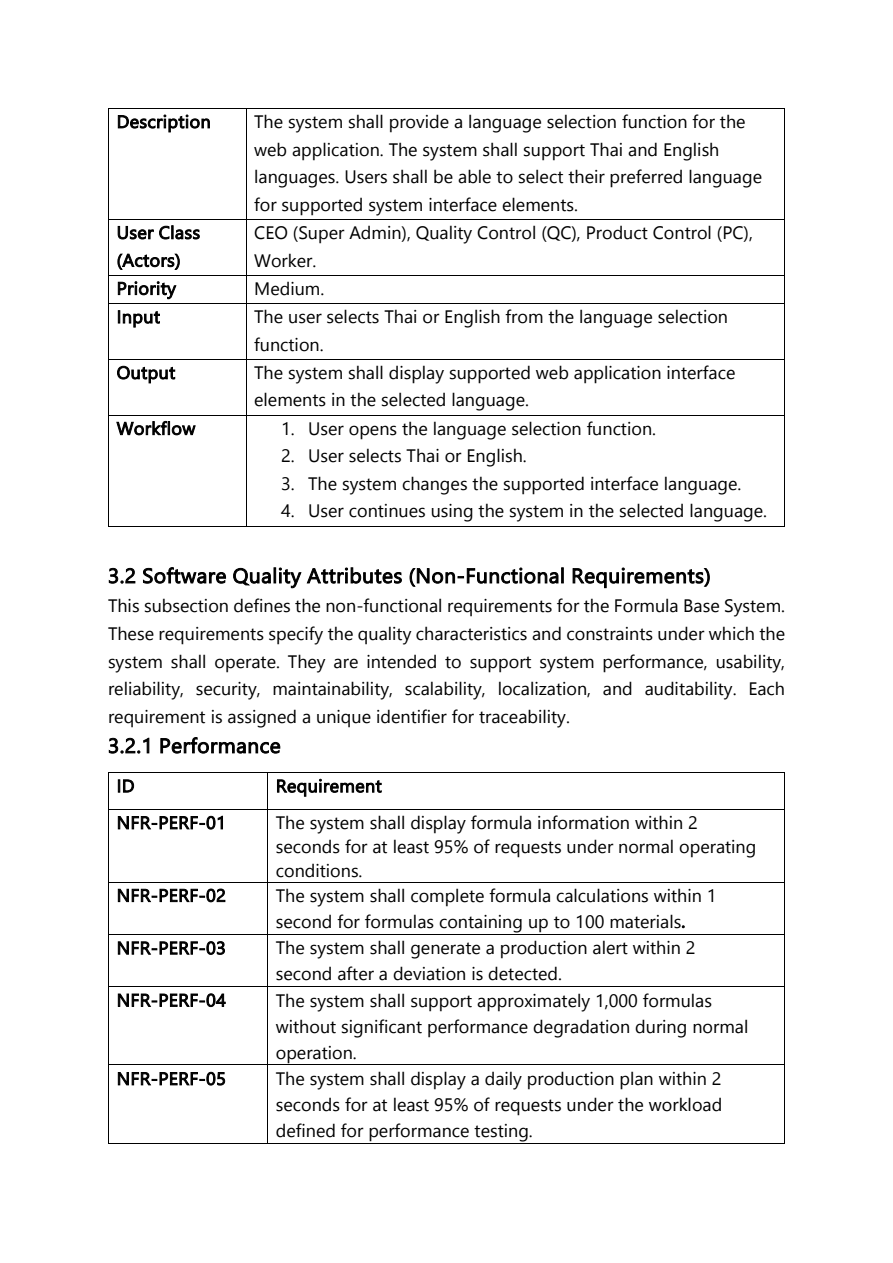 Description
The system shall provide a language selection function for the
web application. The system shall support Thai and English
languages. Users shall be able to select their preferred language
for supported system interface elements.
User Class
(Actors)
CEO (Super Admin), Quality Control (QC), Product Control (PC),
Worker.
Priority
Medium.
Input
The user selects Thai or English from the language selection
function.
Output
The system shall display supported web application interface
elements in the selected language.
Workflow
1. User opens the language selection function.
2. User selects Thai or English.
3. The system changes the supported interface language.
4. User continues using the system in the selected language.
3.2 Software Quality Attributes (Non-Functional Requirements)
This subsection defines the non-functional requirements for the Formula Base System.
These requirements specify the quality characteristics and constraints under which the
system shall operate. They are intended to support system performance, usability,
reliability, security, maintainability, scalability, localization, and auditability. Each
requirement is assigned a unique identifier for traceability.
3.2.1 Performance
ID
Requirement
NFR-PERF-01
The system shall display formula information within 2
seconds for at least 95% of requests under normal operating
conditions.
NFR-PERF-02
The system shall complete formula calculations within 1
second for formulas containing up to 100 materials.
NFR-PERF-03
The system shall generate a production alert within 2
second after a deviation is detected.
NFR-PERF-04
The system shall support approximately 1,000 formulas
without significant performance degradation during normal
operation.
NFR-PERF-05
The system shall display a daily production plan within 2
seconds for at least 95% of requests under the workload
defined for performance testing.